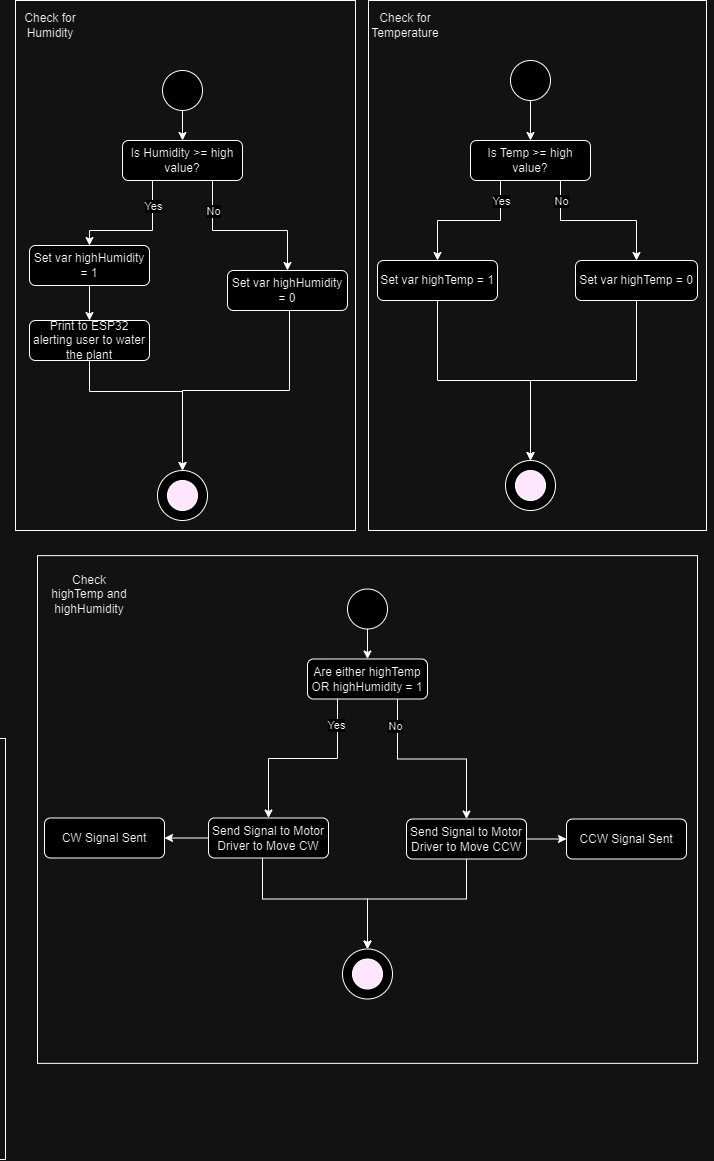 Check for
Humidity
Is Humidity >= high
value?
Yes
No
Set var highHumidity
= 1
Set var highHumidity
= 0
Print to ESP32
alerting user to water
the plant
Check for
Temperature
Is Temp >= high
value?
Yes
No
Set var highTemp = 1
Set var highTemp = 0
Check
highTemp and
highHumidity
Are either highTemp
OR highHumidity = 1
Yes
No
CW Signal Sent
Send Signal to Motor
Driver to Move CW
Send Signal to Motor
Driver to Move CCW
CCW Signal Sent